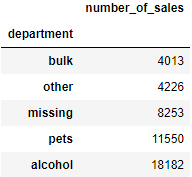 number_of_sales
department
bulk 4013
other 4226
missing 8253
pets 11550
alcohol 18182